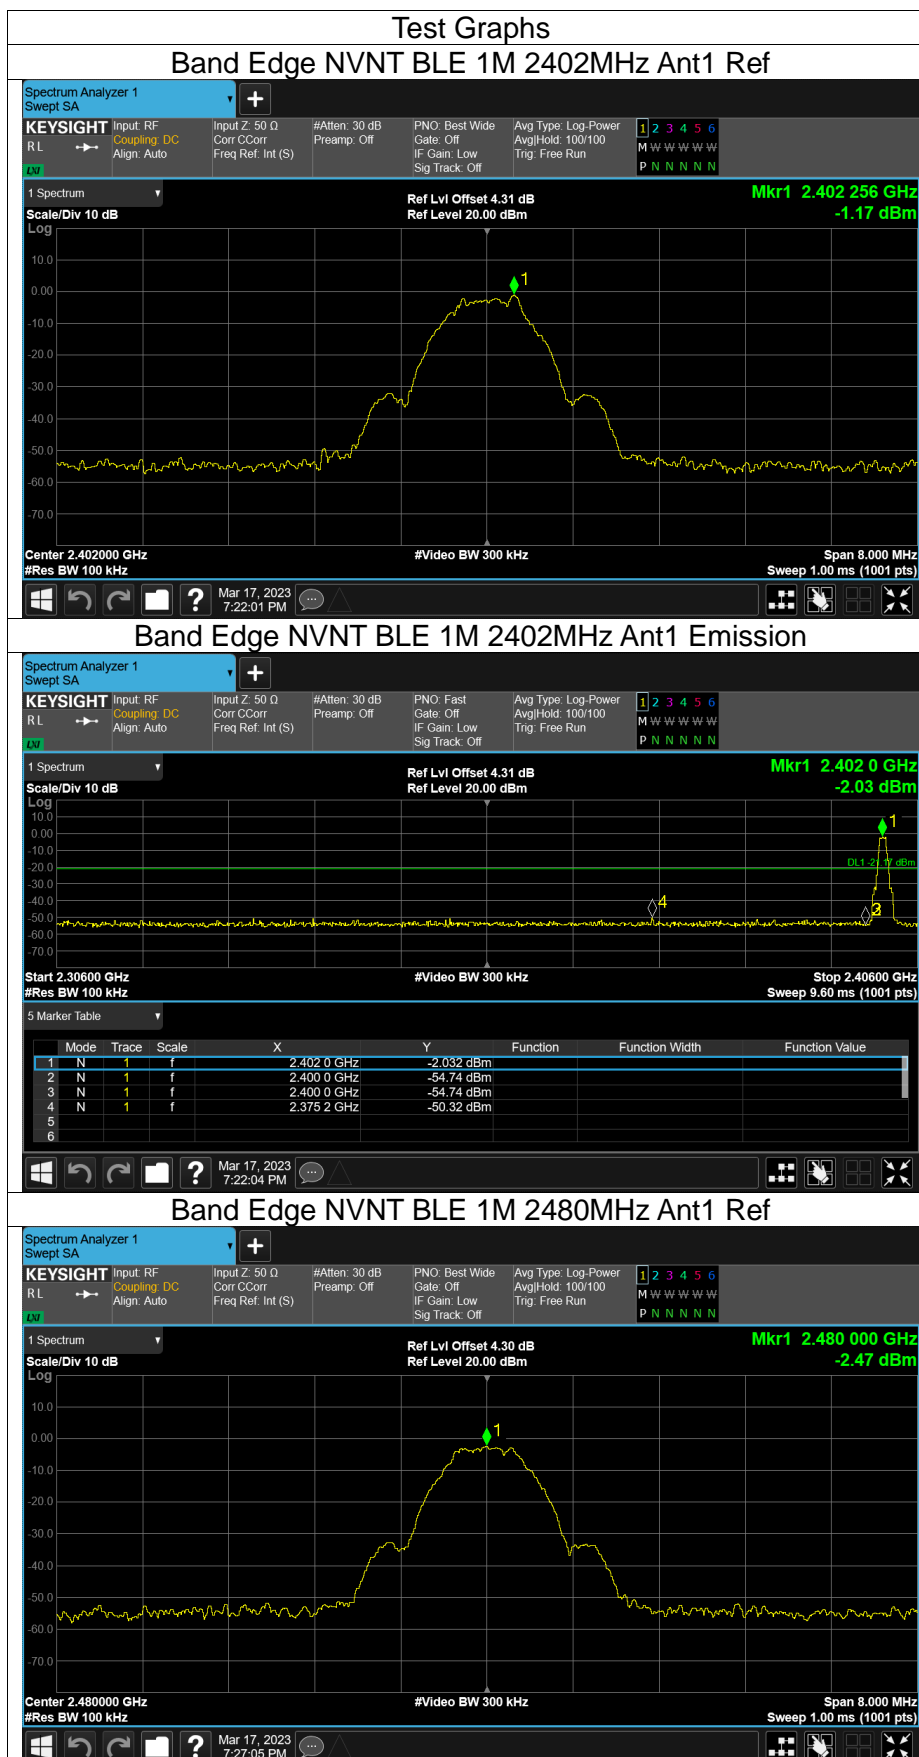 Test Graphs
Band Edge NVNT BLE 1M 2402MHz Ant1 Ref
Spectrum Analyzer 1
Swept SA
KEYSIGHT Input: RF Input Z: 50 Ω #Atten: 30 dB PNO: Best Wide Avg Type: Log-Power 1 2 3 4 5 6
RL Coupling: DC Corr CCorr Preamp: Off Gate: Off Avg|Hold: 100/100 M W W W W W
Align: Auto Freq Ref: Int (S) IF Gain: Low Trig: Free Run
LXI Sig Track: Off P N N N N N
1 Spectrum Ref Lvl Offset 4.31 dB Mkr1 2.402 256 GHz
Scale/Div 10 dB Ref Level 20.00 dBm -1.17 dBm
Log
10.0
1
0.00
-10.0
-20.0
-30.0
-40.0
-50.0
-60.0
-70.0
Center 2.402000 GHz #Video BW 300 kHz Span 8.000 MHz
#Res BW 100 kHz Sweep 1.00 ms (1001 pts)
? Mar 17, 2023
7:22:01 PM
Band Edge NVNT BLE 1M 2402MHz Ant1 Emission
Spectrum Analyzer 1
Swept SA
KEYSIGHT Input: RF Input Z: 50 Ω #Atten: 30 dB PNO: Fast Avg Type: Log-Power 1 2 3 4 5 6
RL Coupling: DC Corr CCorr Preamp: Off Gate: Off Avg|Hold: 100/100 M W W W W W
Align: Auto Freq Ref: Int (S) IF Gain: Low Trig: Free Run
LXI Sig Track: Off P N N N N N
1 Spectrum Ref Lvl Offset 4.31 dB Mkr1 2.402 0 GHz
Scale/Div 10 dB Ref Level 20.00 dBm -2.03 dBm
Log
10.0 1
0.00
-10.0
-20.0 DL1 -21.17 dBm
-30.0
-40.0 4
-50.0 3
-60.0
-70.0
Start 2.30600 GHz #Video BW 300 kHz Stop 2.40600 GHz
#Res BW 100 kHz Sweep 9.60 ms (1001 pts)
5 Marker Table
Mode Trace Scale X Y Function Function Width Function Value
1 N 1 f 2.402 0 GHz -2.032 dBm
2 N 1 f 2.400 0 GHz -54.74 dBm
3 N 1 f 2.400 0 GHz -54.74 dBm
4 N 1 f 2.375 2 GHz -50.32 dBm
5
6
? Mar 17, 2023
7:22:04 PM
Band Edge NVNT BLE 1M 2480MHz Ant1 Ref
Spectrum Analyzer 1
Swept SA
KEYSIGHT Input: RF Input Z: 50 Ω #Atten: 30 dB PNO: Best Wide Avg Type: Log-Power 1 2 3 4 5 6
RL Coupling: DC Corr CCorr Preamp: Off Gate: Off Avg|Hold: 100/100 M W W W W W
Align: Auto Freq Ref: Int (S) IF Gain: Low Trig: Free Run
LXI Sig Track: Off P N N N N N
1 Spectrum Ref Lvl Offset 4.30 dB Mkr1 2.480 000 GHz
Scale/Div 10 dB Ref Level 20.00 dBm -2.47 dBm
Log
10.0
1
0.00
-10.0
-20.0
-30.0
-40.0
-50.0
-60.0
-70.0
Center 2.480000 GHz #Video BW 300 kHz Span 8.000 MHz
#Res BW 100 kHz Sweep 1.00 ms (1001 pts)
? Mar 17, 2023
7:27:05 PM